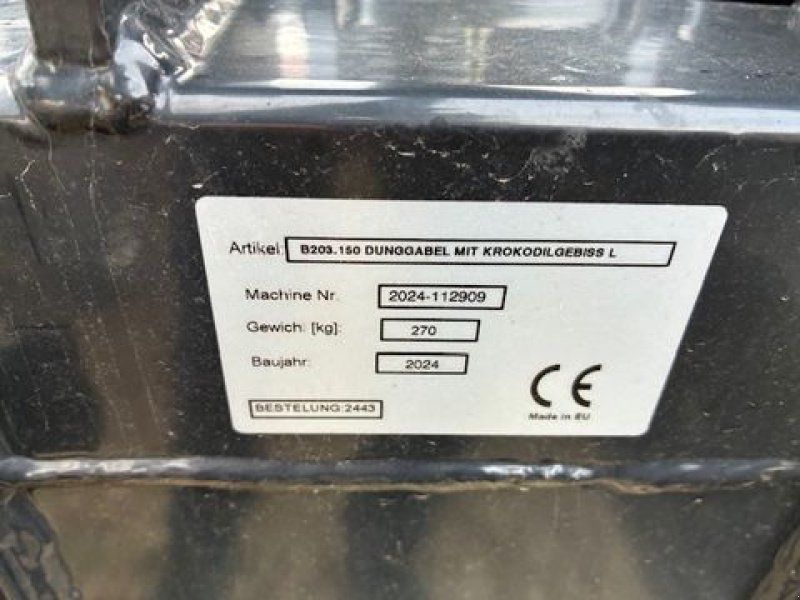 Artikel: B203.150 DUNGGABEL MIT KROKODILGEBISS L
Machine Nr. 2024-112909
Gewich. [kg]: 270
Baujahr: 2024
BESTELUNG:2443
CE
Made in EU